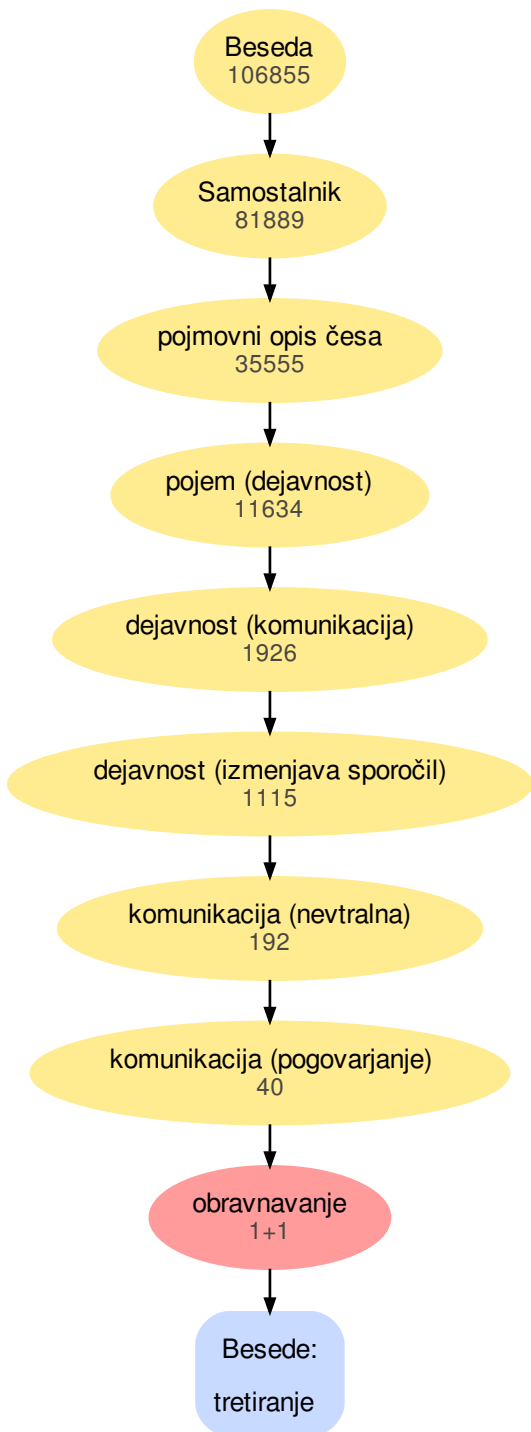 Beseda
106855
Samostalnik
81889
pojmovni opis česa
35555
pojem (dejavnost)
11634
dejavnost (komunikacija)
1926
dejavnost (izmenjava sporočil)
1115
komunikacija (nevtralna)
192
komunikacija (pogovarjanje)
40
obravnavanje
1+1
Besede:
tretiranje